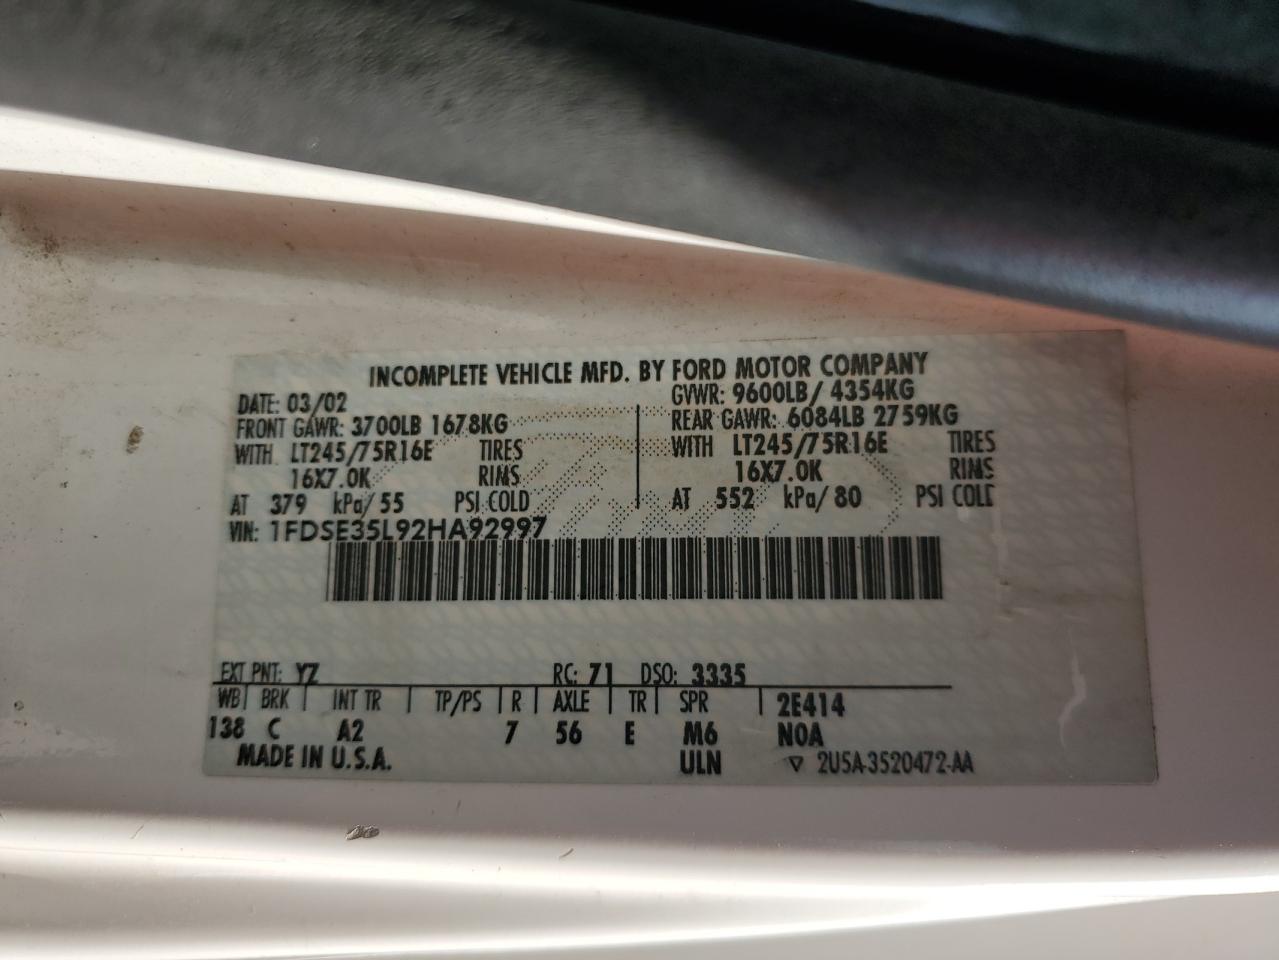 INCOMPLETE VEHICLE MFD. BY FORD MOTOR COMPANY
DATE: 03/02 GVWR: 9600LB/ 4354KG
FRONT GAWR: 3700LB 1678KG REAR GAWR: 6084LB 2759KG
WITH LT245/75R16E TIRES WITH LT245/75R16E TIRES
16X7.0K RIMS 16X7.0K RIMS
AT 379 kPa/ 55 PSI COLD AT 552 kPa/ 80 PSI COLD
VIN: 1FDSE35L92HA92997
EXT PNT: YZ RC: 71 DSO: 3335
WB BRK INT TR TP/PS R AXLE TR SPR 2E414
138 C A2 7 56 E M6 NOA
MADE IN U.S.A. ULN ▽ 2U5A-3520472-AA